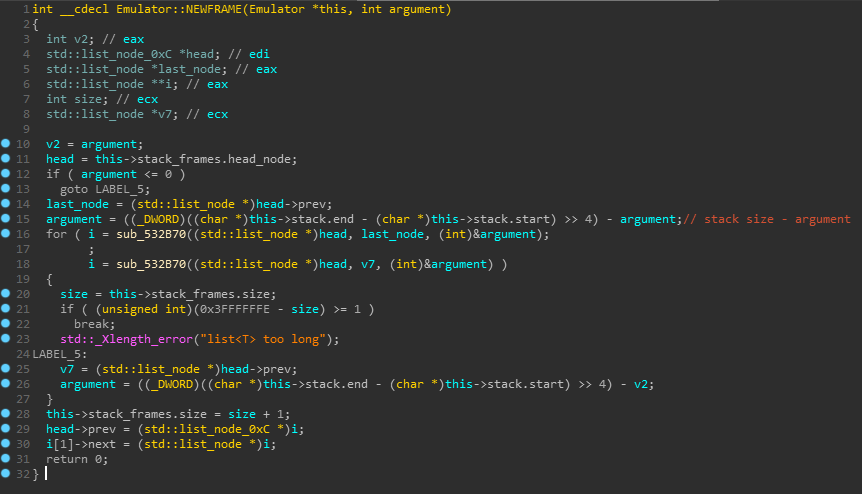 1 int __cdecl Emulator::NEWFRAME(Emulator *this, int argument)
2 {
3   int v2; // eax
4   std::list_node_0xC *head; // edi
5   std::list_node *last_node; // eax
6   std::list_node **i; // eax
7   int size; // ecx
8   std::list_node *v7; // ecx
9
10   v2 = argument;
11   head = this->stack_frames.head_node;
12   if ( argument <= 0 )
13     goto LABEL_5;
14   last_node = (std::list_node *)head->prev;
15   argument = ((_DWORD)((char *)this->stack.end - (char *)this->stack.start) >> 4) - argument;// stack size - argument
16   for ( i = sub_532B70((std::list_node *)head, last_node, (int)&argument);
17         ;
18         i = sub_532B70((std::list_node *)head, v7, (int)&argument) )
19   {
20     size = this->stack_frames.size;
21     if ( (unsigned int)(0x3FFFFFFE - size) >= 1 )
22       break;
23     std::_Xlength_error("list<T> too long");
24 LABEL_5:
25     v7 = (std::list_node *)head->prev;
26     argument = ((_DWORD)((char *)this->stack.end - (char *)this->stack.start) >> 4) - v2;
27   }
28   this->stack_frames.size = size + 1;
29   head->prev = (std::list_node_0xC *)i;
30   i[1]->next = (std::list_node *)i;
31   return 0;
32 }